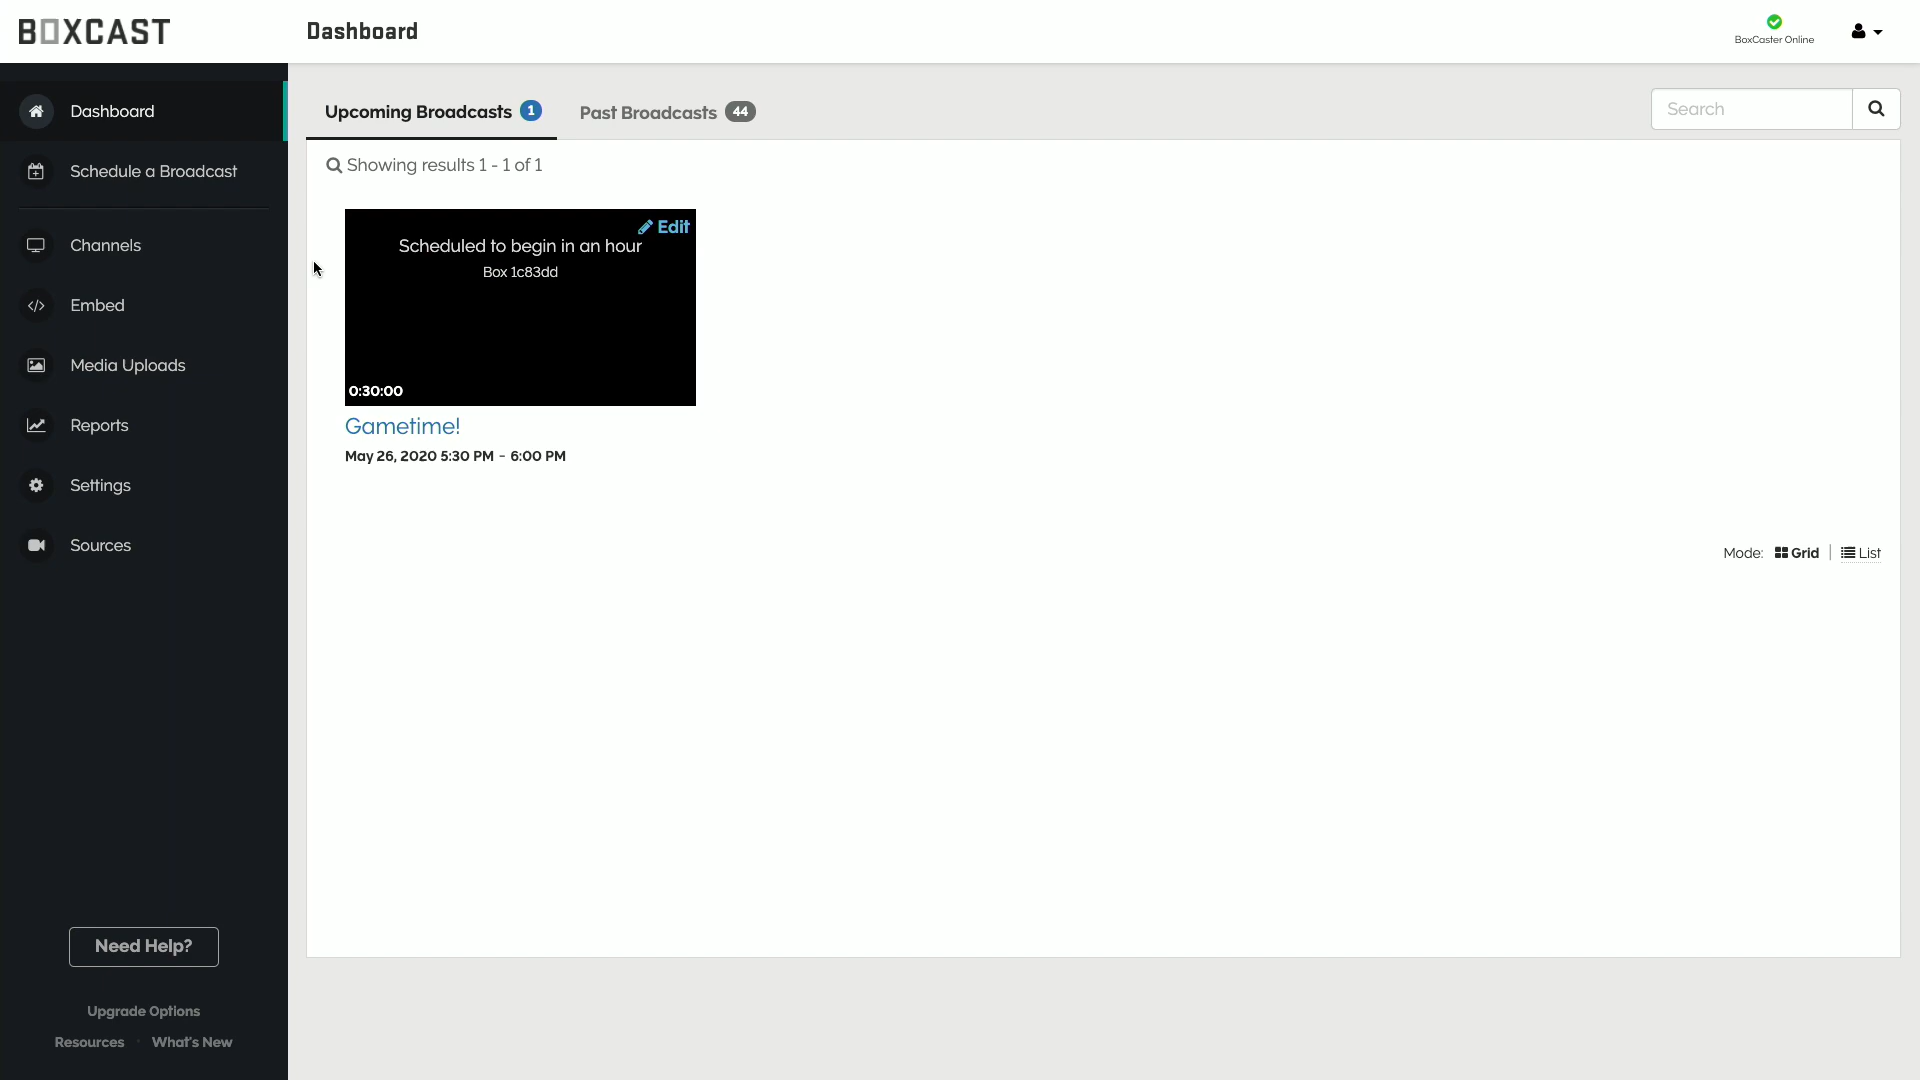 BOXCAST
Dashboard
BoxCaster Online
Dashboard
Schedule a Broadcast
Channels
Embed
Media Uploads
Reports
Settings
Sources
Need Help?
Upgrade Options
Resources · What's New
Upcoming Broadcasts 1
Past Broadcasts 44
Search
Showing results 1 - 1 of 1
Edit
Scheduled to begin in an hour
Box 1c83dd
0:30:00
Gametime!
May 26, 2020 5:30 PM - 6:00 PM
Mode: Grid | List